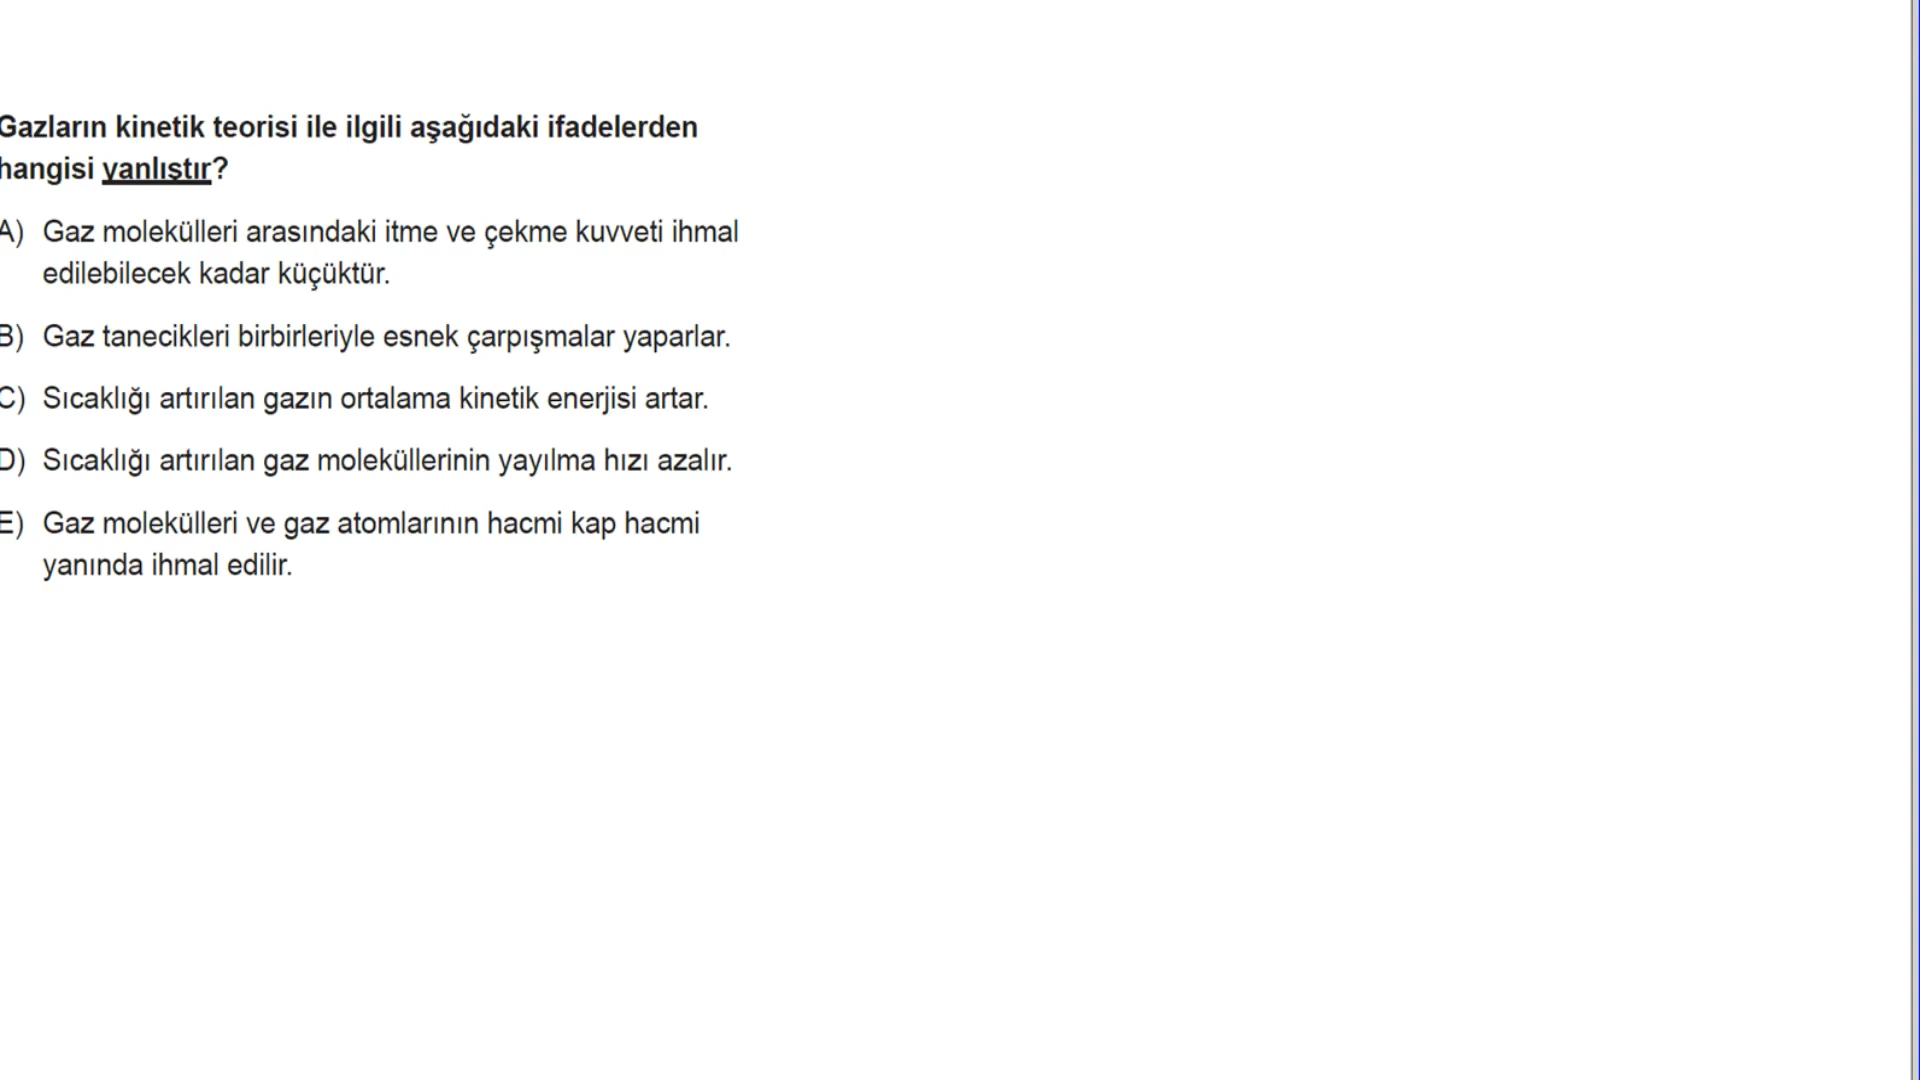 Gazların kinetik teorisi ile ilgili aşağıdaki ifadelerden
hangisi yanlıştır?
A) Gaz molekülleri arasındaki itme ve çekme kuvveti ihmal
edilebilecek kadar küçüktür.
B) Gaz tanecikleri birbirleriyle esnek çarpışmalar yaparlar.
C) Sıcaklığı artırılan gazın ortalama kinetik enerjisi artar.
D) Sıcaklığı artırılan gaz moleküllerinin yayılma hızı azalır.
E) Gaz molekülleri ve gaz atomlarının hacmi kap hacmi
yanında ihmal edilir.